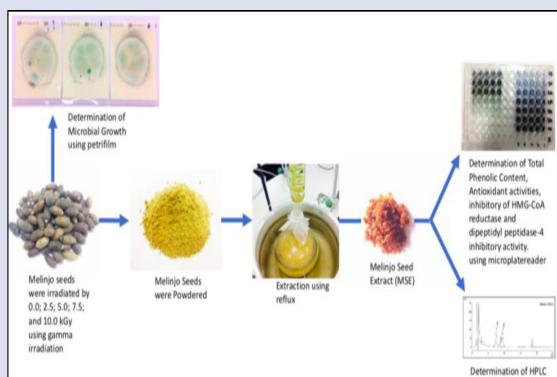 Determination of
Microbial Growth
using petrifilm
Melinjo seeds
were irradiated by
0.0; 2.5; 5.0; 7.5;
and 10.0 kGy
using gamma
irradiation
Melinjo Seeds
were Powdered
Extraction using
reflux
Melinjo Seed
Extract (MSE)
Determination of Total
Phenolic Content,
Antioxidant activities,
inhibitory of HMG-CoA
reductase and
dipeptidyl peptidase-4
inhibitory activity.
using microplatereader
Determination of HPLC